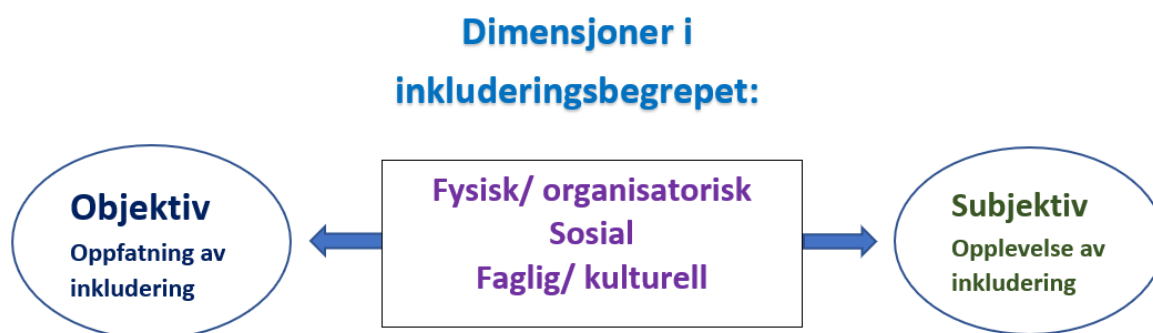 Dimensjoner i
inkluderingsbegrepet:
Objektiv
Oppfatning av
inkludering
Fysisk/ organisatorisk
Sosial
Faglig/ kulturell
Subjektiv
Opplevelse av
inkludering